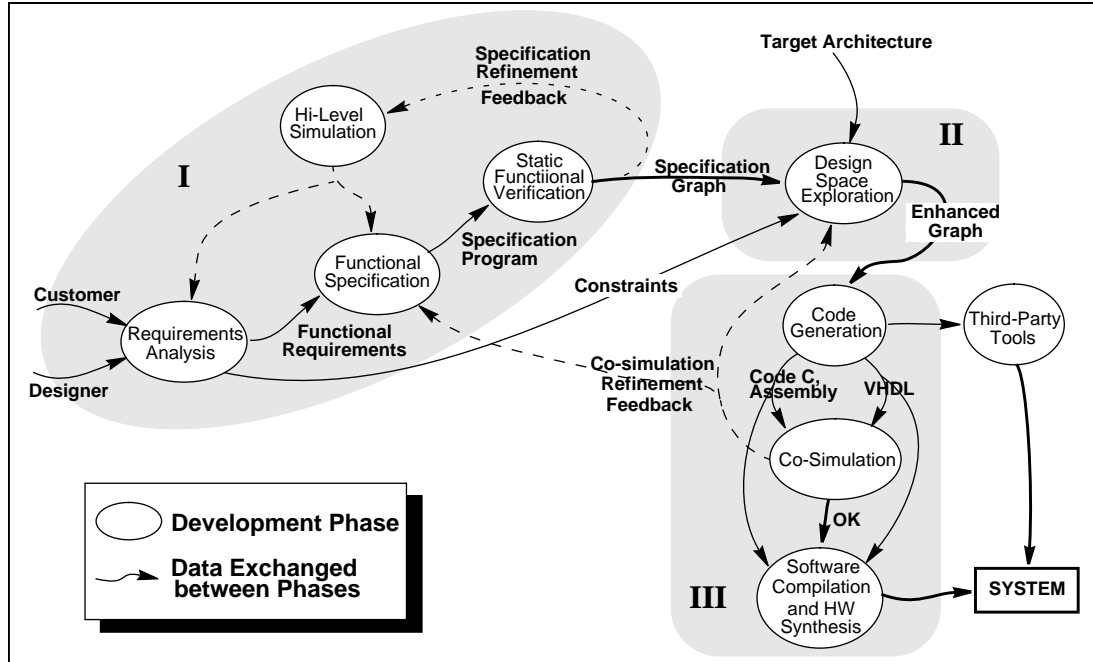 Target Architecture
Specification
Refinement
Feedback
Hi-Level
Simulation
I
II
Static
Functiional
Verification
Specification
Graph
Design
Space
Exploration
Enhanced
Graph
Specification
Program
Functional
Specification
Constraints
Customer
Requirements
Analysis
Designer
Functional
Requirements
Code
Generation
Third-Party
Tools
Co-simulation
Refinement
Feedback
Code C,
Assembly
VHDL
Co-Simulation
OK
Development Phase
Data Exchanged
between Phases
Software
Compilation
and HW
Synthesis
III
SYSTEM